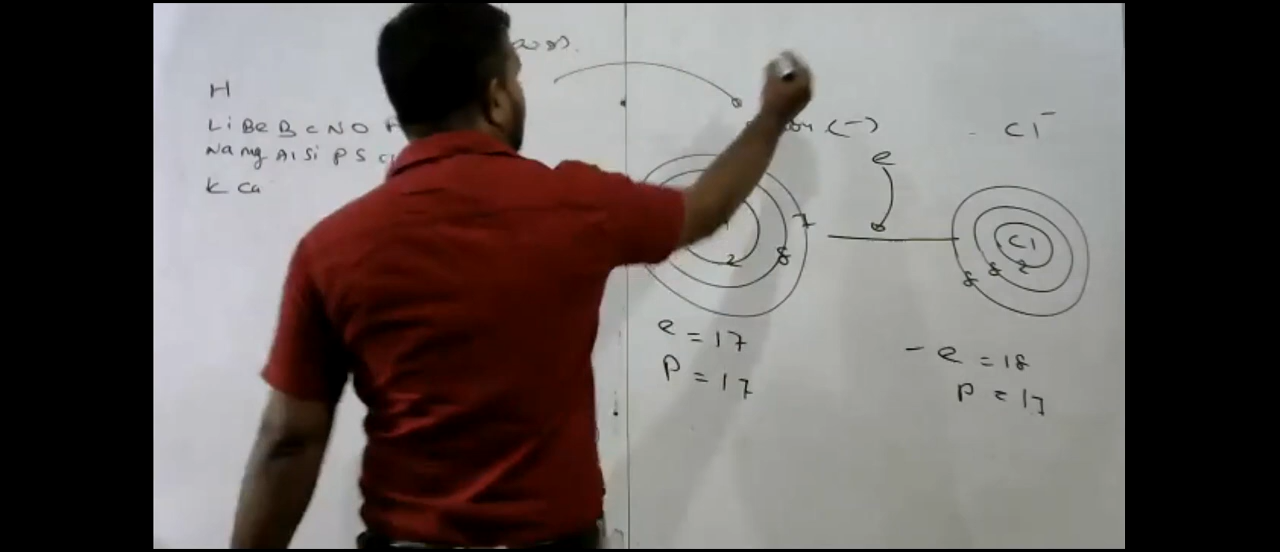 H
Li Be B C N O F
Na Mg Al Si P S Cl
K Ca
(-)
Cl⁻
e
2
8
7
Cl
2
8
8
e = 17
P = 17
- e = 18
P = 17